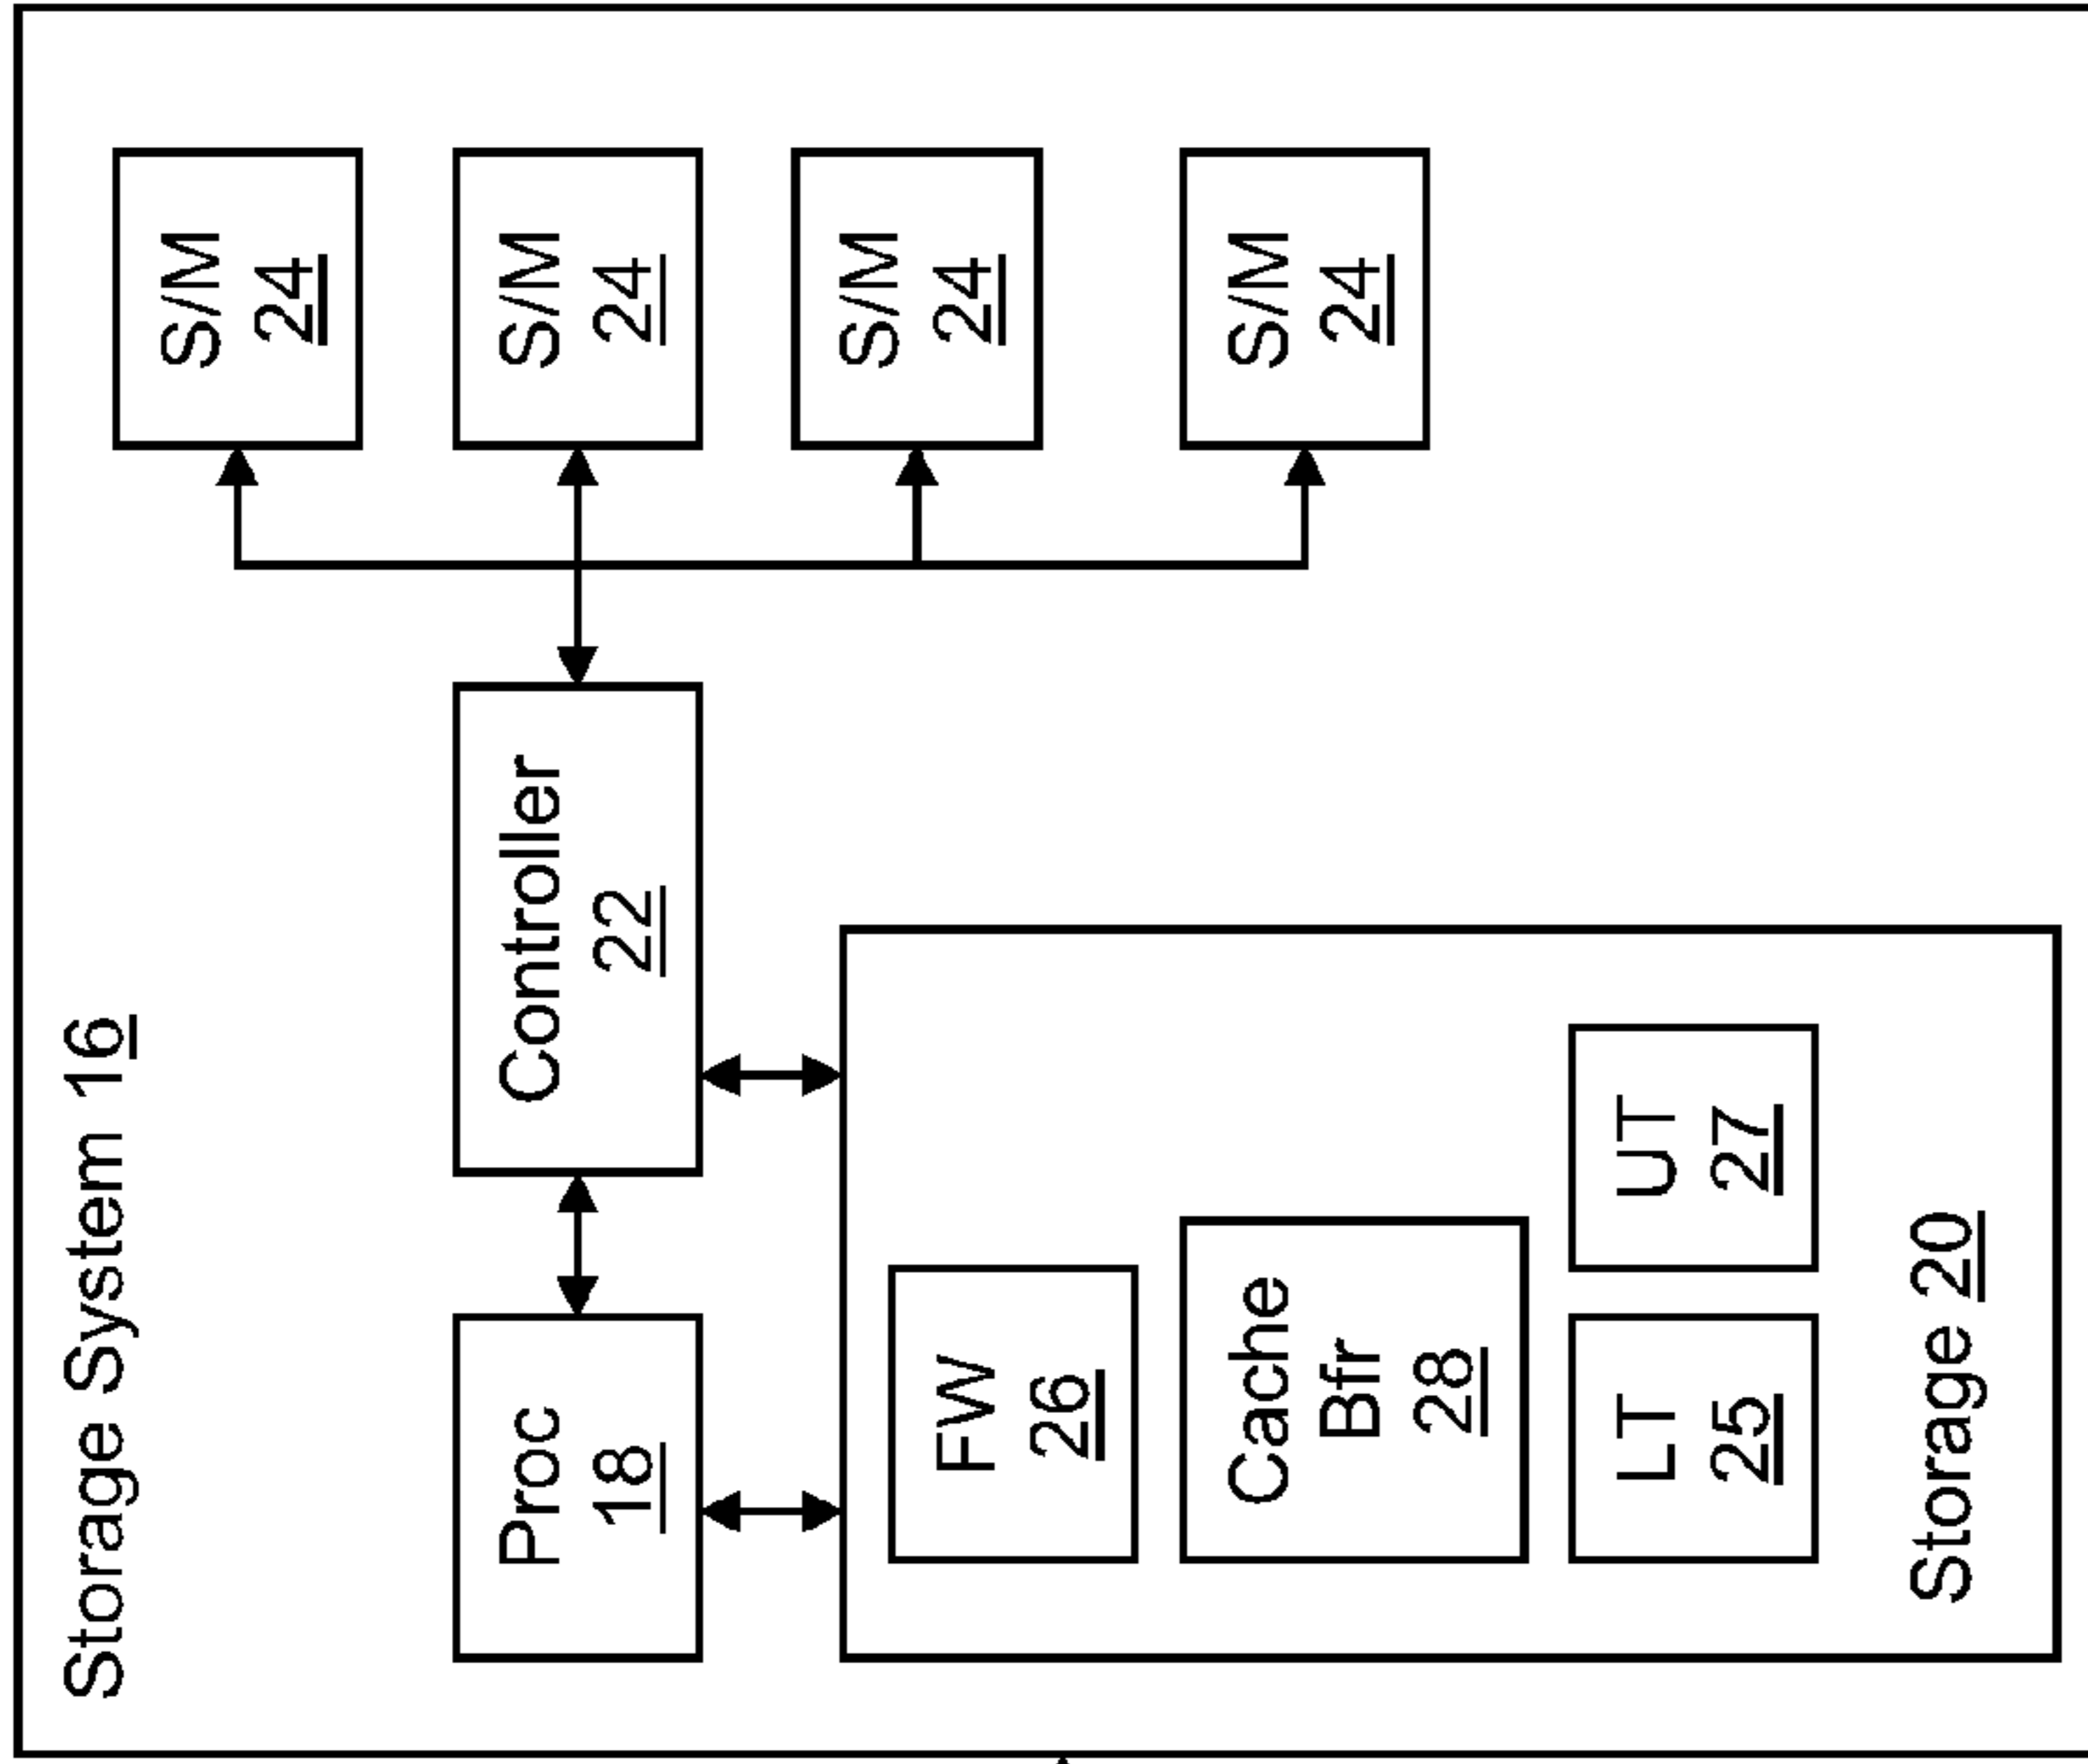 Storage System 16
S/M
24
S/M
24
S/M
24
S/M
24
Controller
22
Proc
18
FW
26
Cache
Bfr
28
LT
25
UT
27
Storage 20